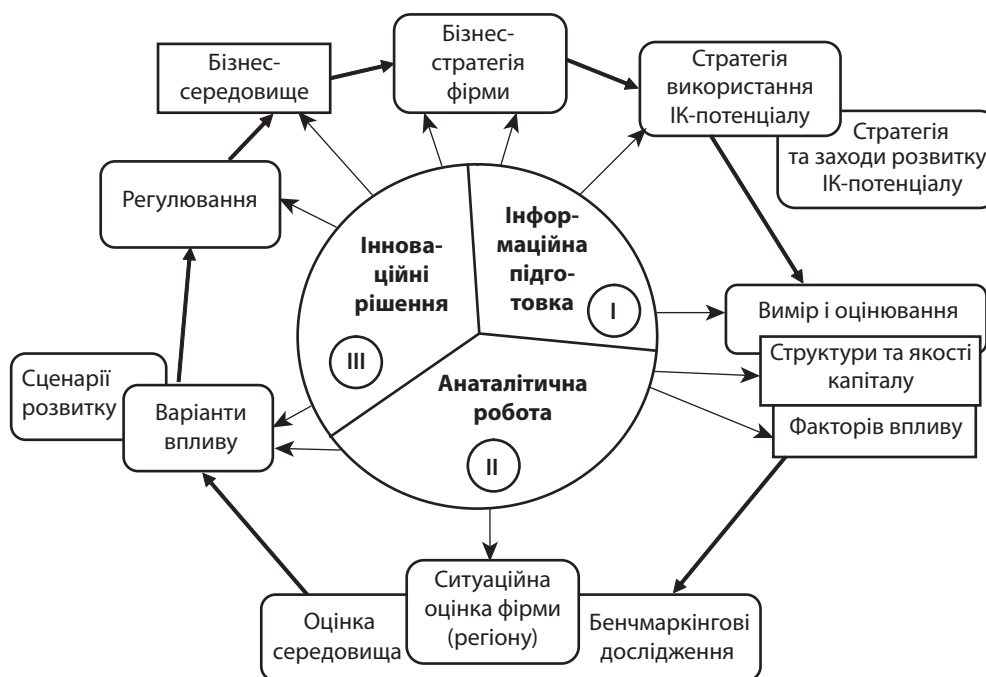 Бізнес-
середовище
Бізнес-
стратегія
фірми
Стратегія
використання
ІК-потенціалу
Стратегія
та заходи розвитку
ІК-потенціалу
Регулювання
Іннова-
ційні
рішення
III
Інфор-
маційна
підго-
товка
I
Вимір і оцінювання
Структури та якості
капіталу
Факторів впливу
Анаталітична
робота
II
Сценарії
розвитку
Варіанти
впливу
Оцінка
середовища
Ситуаційна
оцінка фірми
(регіону)
Бенчмаркінгові
дослідження